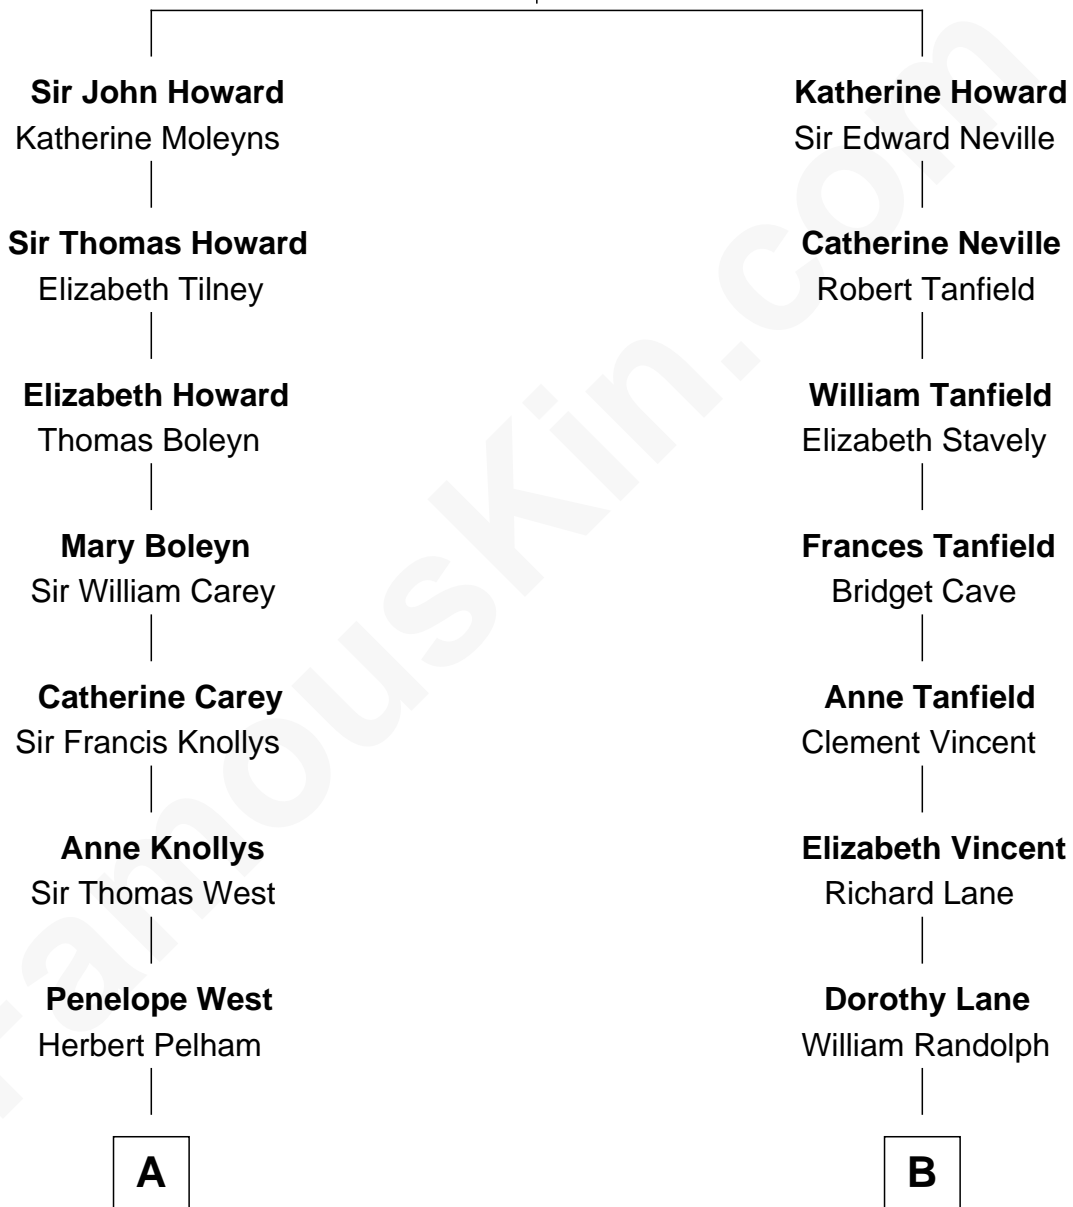 Sir John Howard
Katherine Moleyns
Sir Thomas Howard
Elizabeth Tilney
Elizabeth Howard
Thomas Boleyn
Mary Boleyn
Sir William Carey
Catherine Carey
Sir Francis Knollys
Anne Knollys
Sir Thomas West
Penelope West
Herbert Pelham
A
Katherine Howard
Sir Edward Neville
Catherine Neville
Robert Tanfield
William Tanfield
Elizabeth Stavely
Frances Tanfield
Bridget Cave
Anne Tanfield
Clement Vincent
Elizabeth Vincent
Richard Lane
Dorothy Lane
William Randolph
B
FamousKin.com